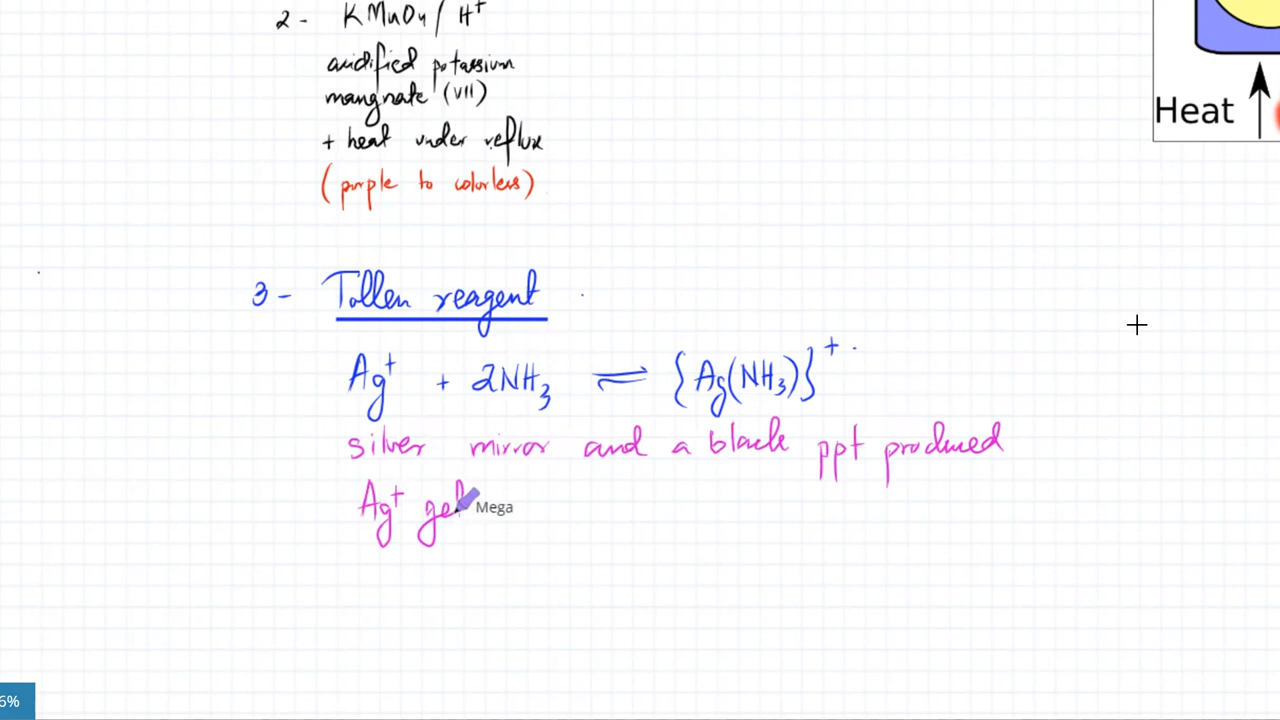 2 - KMnO4 / H+
acidified potassium
mangnate (VII)
+ heat under reflux
(purple to colorless)
Heat
3 - Tollen reagent
Ag+ + 2NH3 ⇌ {Ag(NH3)}+
silver mirror and a black ppt produced
Ag+ get
Mega
6%